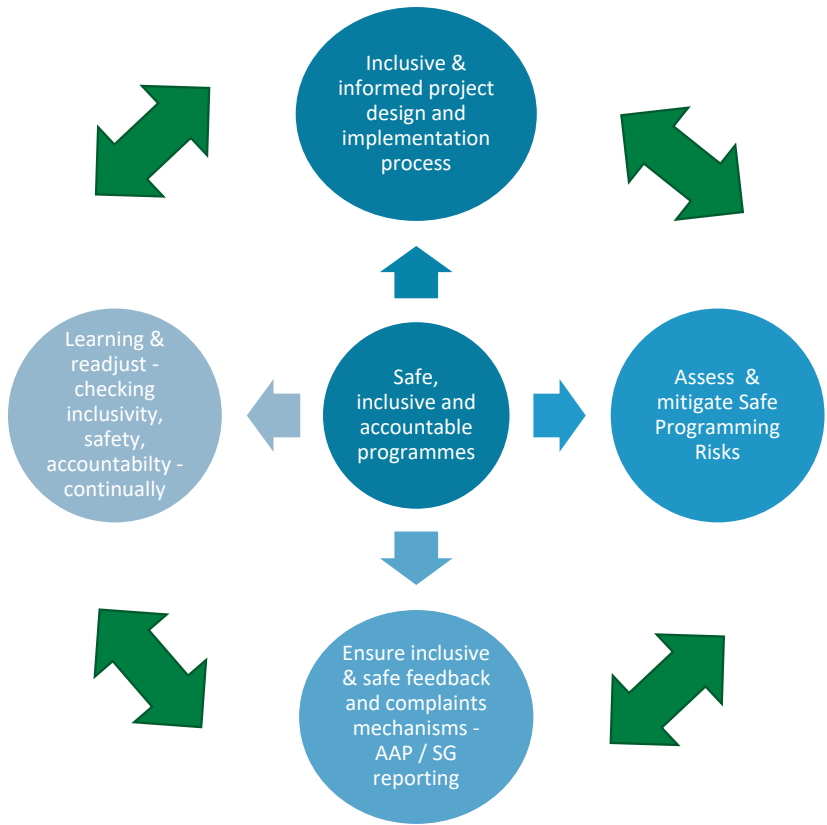 Inclusive &
informed project
design and
implementation
process
Learning &
readjust -
checking
inclusivity,
safety,
accountabilty -
continually
Safe,
inclusive and
accountable
programmes
Assess  &
mitigate Safe
Programming
Risks
Ensure inclusive
& safe feedback
and complaints
mechanisms -
AAP / SG
reporting